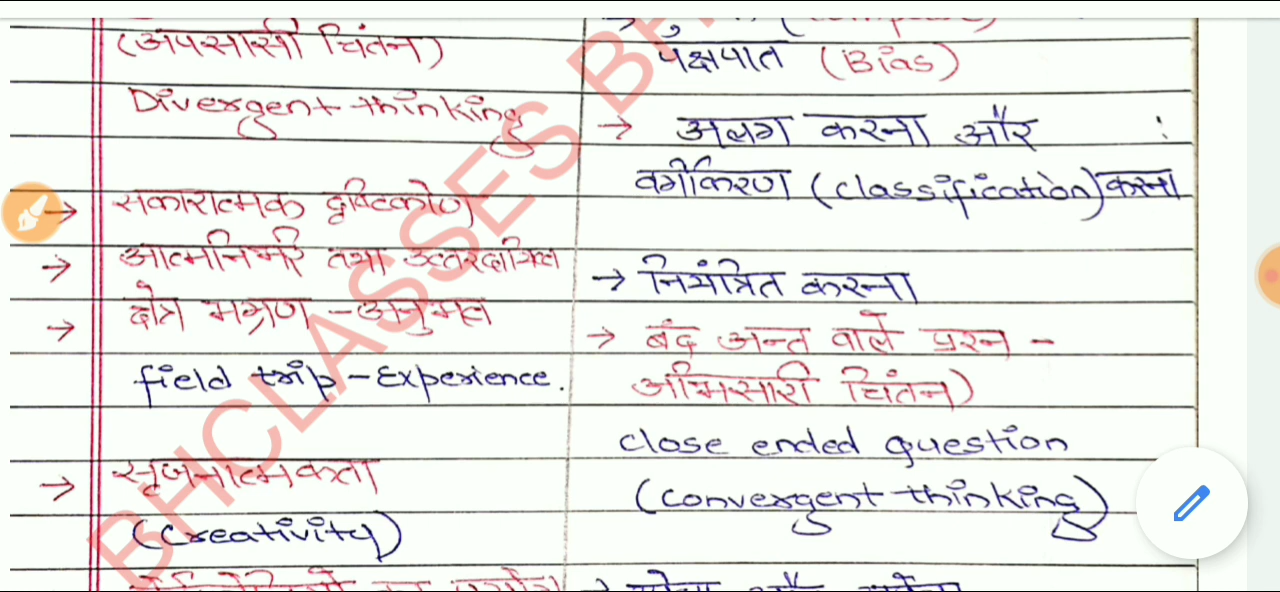 (अपसारी चिंतन)
Divergent thinking
→ सकारात्मक दृष्टिकोण
→ आत्मनिर्भर तथा उत्तरदायित्व
→ क्षेत्र भ्रमण - अनुभव
field trip - Experience.
→ सृजनात्मकता
(Creativity)
पक्षपात (Bias)
→ अलग करना और
वर्गीकरण (classification) करना
→ नियंत्रित करना
→ बंद अन्त वाले प्रश्न -
अभिसारी चिंतन)
close ended question
(convergent thinking)
BHCLASSES